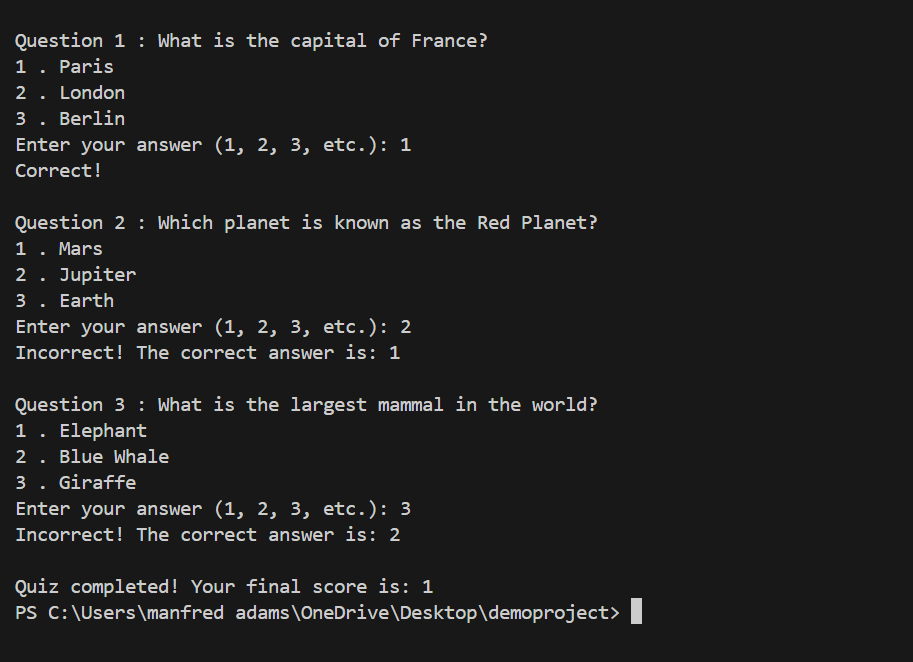 Question 1 : What is the capital of France?
1 . Paris
2 . London
3 . Berlin
Enter your answer (1, 2, 3, etc.): 1
Correct!
Question 2 : Which planet is known as the Red Planet?
1 . Mars
2 . Jupiter
3 . Earth
Enter your answer (1, 2, 3, etc.): 2
Incorrect! The correct answer is: 1
Question 3 : What is the largest mammal in the world?
1 . Elephant
2 . Blue Whale
3 . Giraffe
Enter your answer (1, 2, 3, etc.): 3
Incorrect! The correct answer is: 2
Quiz completed! Your final score is: 1
PS C:\Users\manfred adams\OneDrive\Desktop\demoproject>